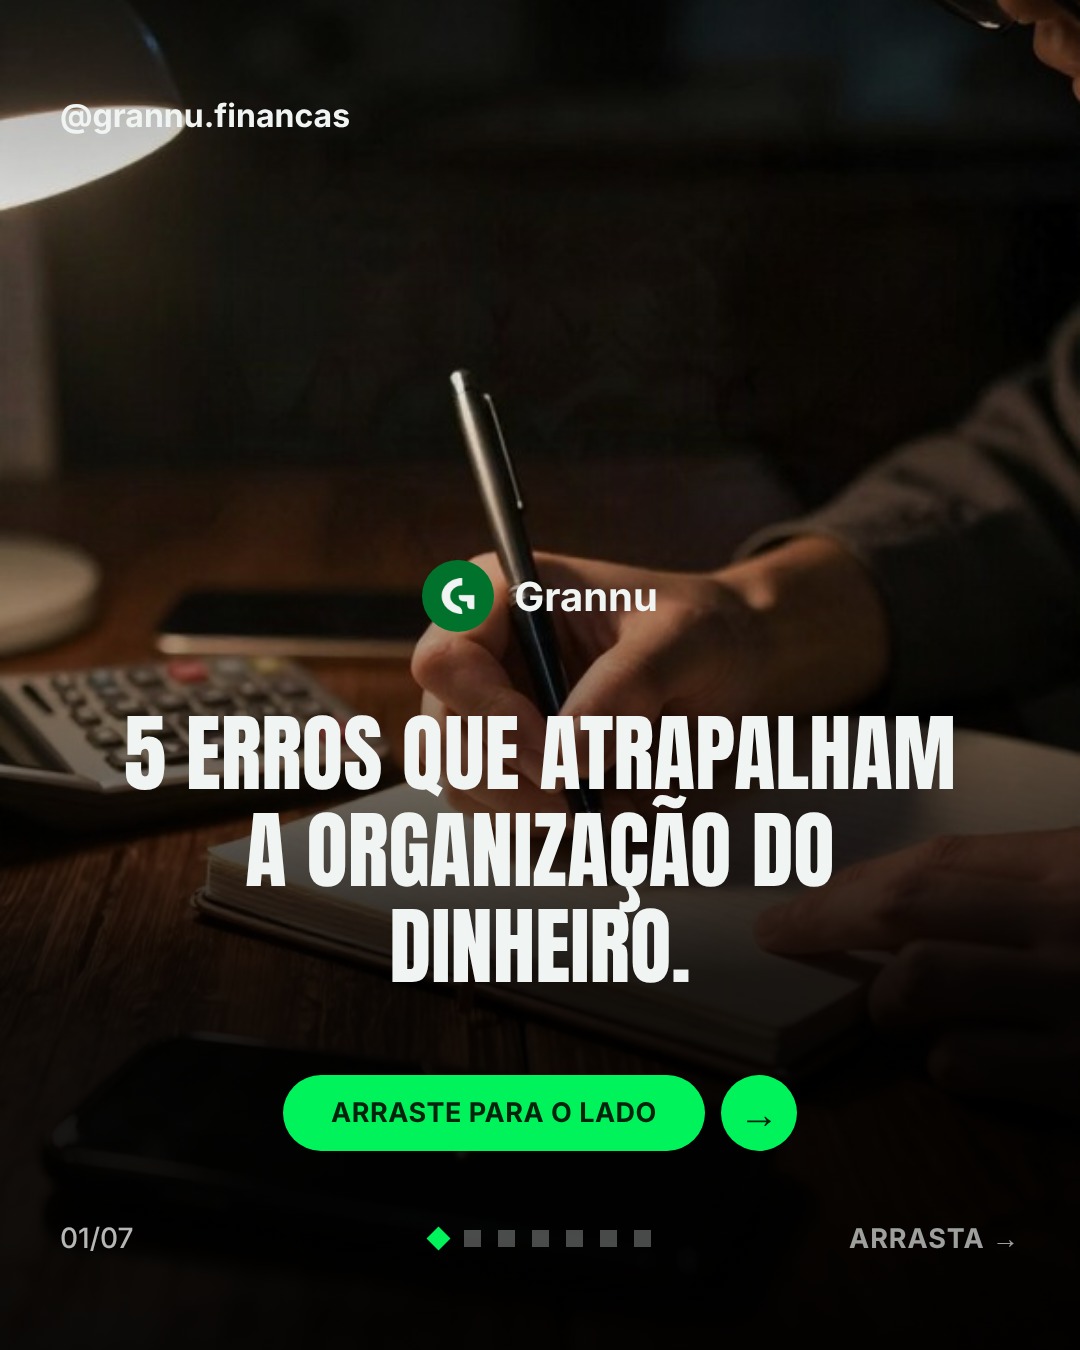 @grannu.financas
Grannu
5 ERROS QUE ATRAPALHAM
A ORGANIZAÇÃO DO
DINHEIRO.
ARRASTE PARA O LADO →
01/07
ARRASTA →